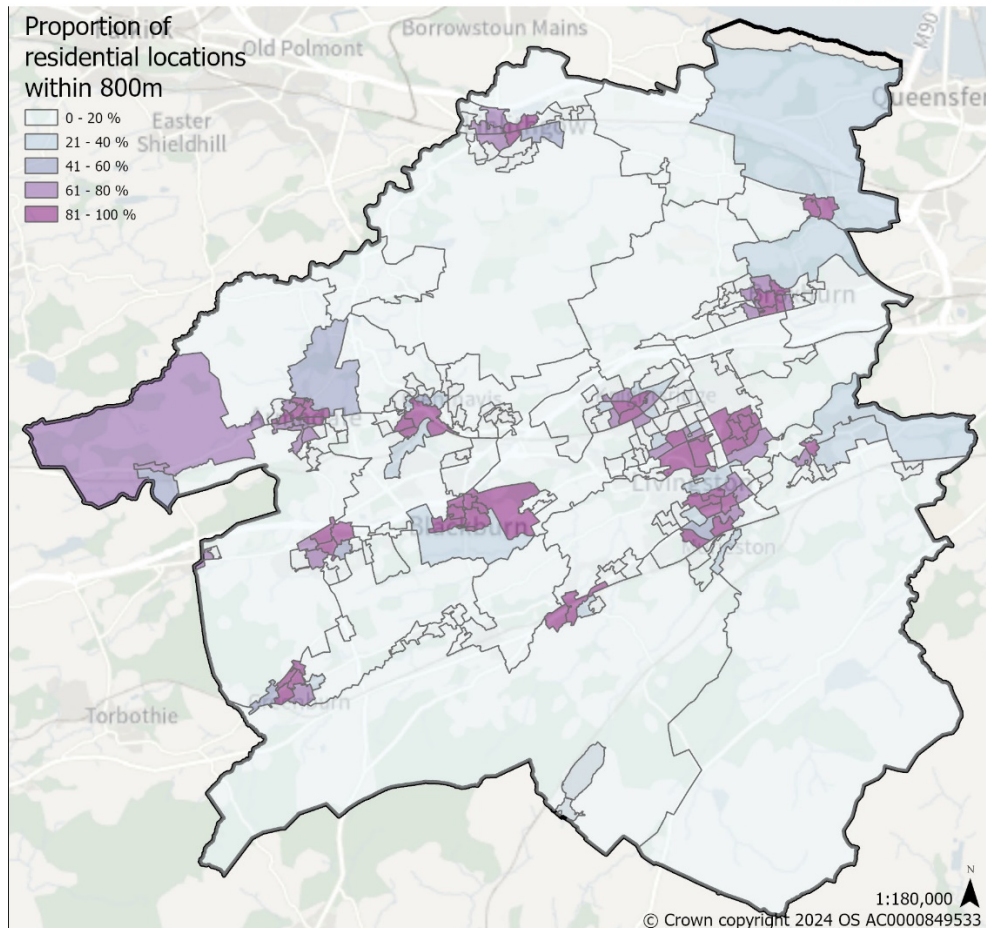 Proportion of
residential locations
within 800m
0 - 20 %
21 - 40 %
41 - 60 %
61 - 80 %
81 - 100 %
Old Polmont
Borrowstoun Mains
M90
Easter
Shieldhill
Livingston
Blackburn
Torbothie
1:180,000
N
© Crown copyright 2024 OS AC0000849533